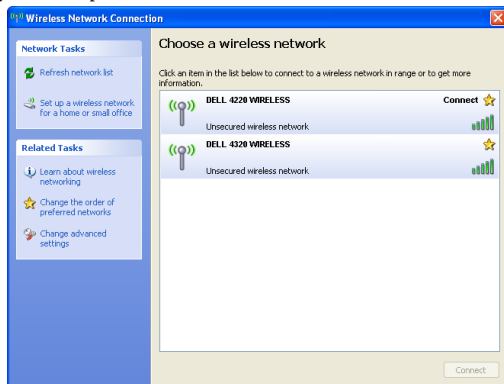 Wireless Network Connection
Network Tasks
Refresh network list
Set up a wireless network
for a home or small office
Related Tasks
Learn about wireless
networking
Change the order of
preferred networks
Change advanced
settings
Choose a wireless network
Click an item in the list below to connect to a wireless network in range or to get more
information.
DELL 4220 WIRELESS Connect
Unsecured wireless network
DELL 4320 WIRELESS
Unsecured wireless network
Connect